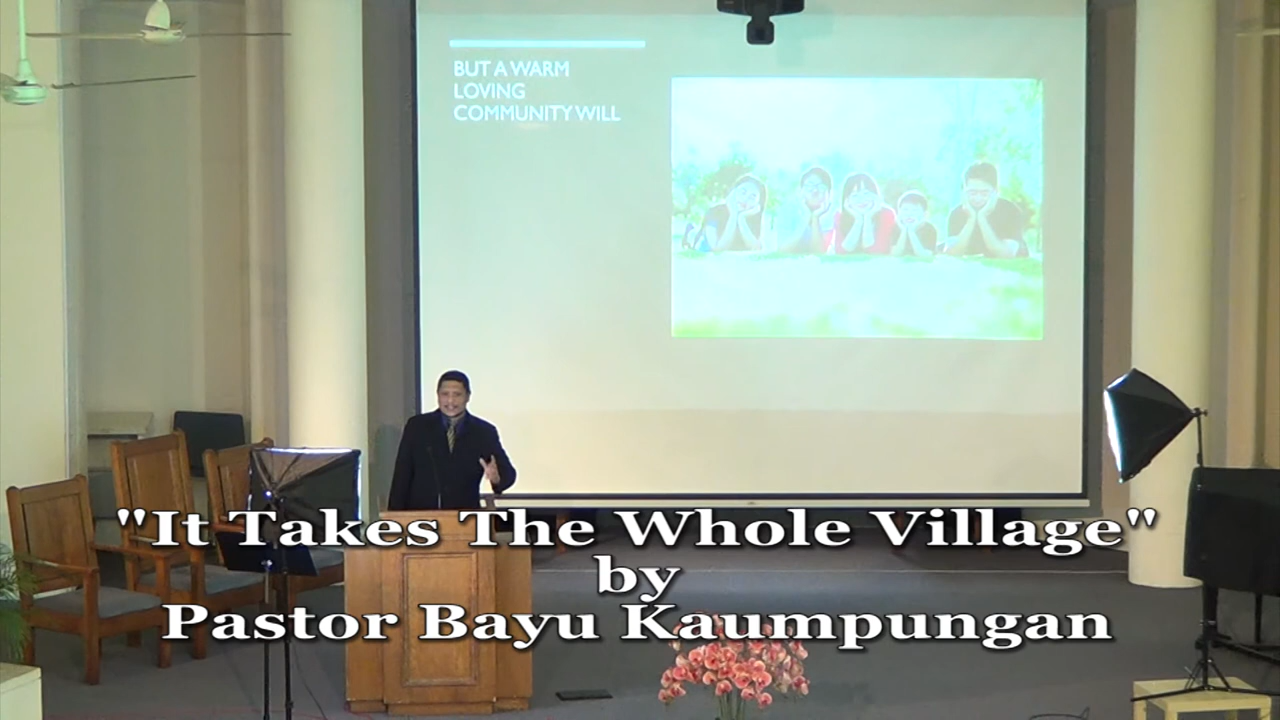 BUT A WARM
LOVING
COMMUNITY WILL
"It Takes The Whole Village"
by
Pastor Bayu Kaumpungan